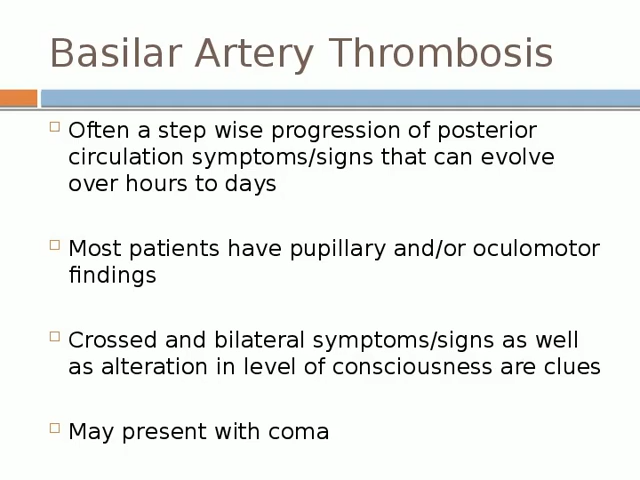 Basilar Artery Thrombosis
Often a step wise progression of posterior
circulation symptoms/signs that can evolve
over hours to days
Most patients have pupillary and/or oculomotor
findings
Crossed and bilateral symptoms/signs as well
as alteration in level of consciousness are clues
May present with coma